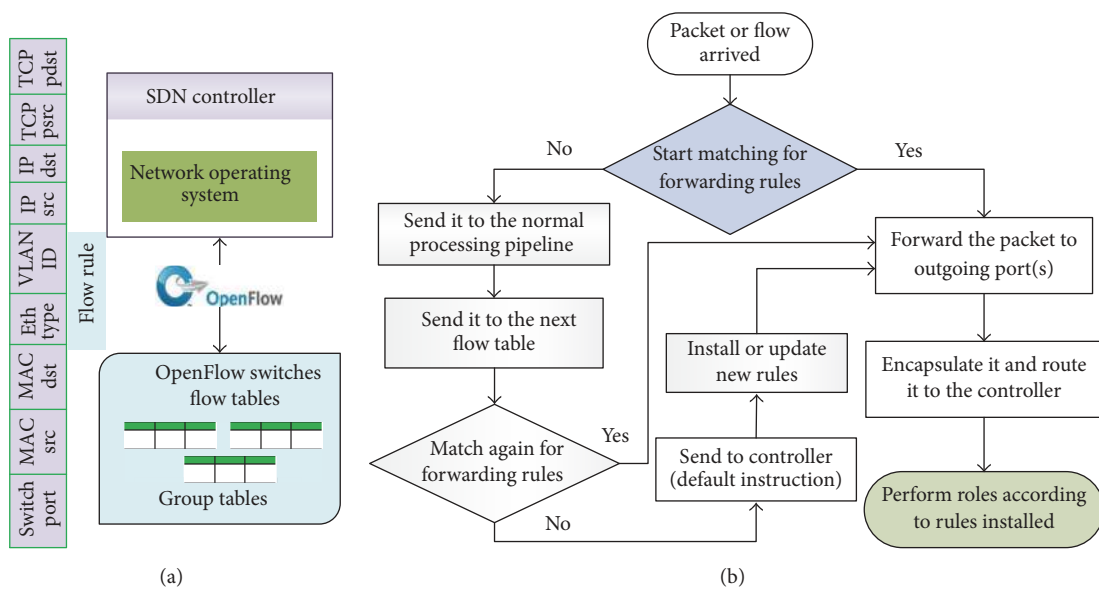 TCP
pdst
TCP
psrc
IP
dst
IP
src
VLAN
ID
Eth
type
MAC
dst
MAC
src
Switch
port
Flow rule
SDN controller
Network operating
system
OpenFlow
OpenFlow switches
flow tables
Group tables
(a)
Packet or flow
arrived
Start matching for
forwarding rules
No
Yes
Send it to the normal
processing pipeline
Send it to the next
flow table
Match again for
forwarding rules
Yes
No
Send to controller
(default instruction)
Install or update
new rules
Forward the packet to
outgoing port(s)
Encapsulate it and route
it to the controller
Perform roles according
to rules installed
(b)